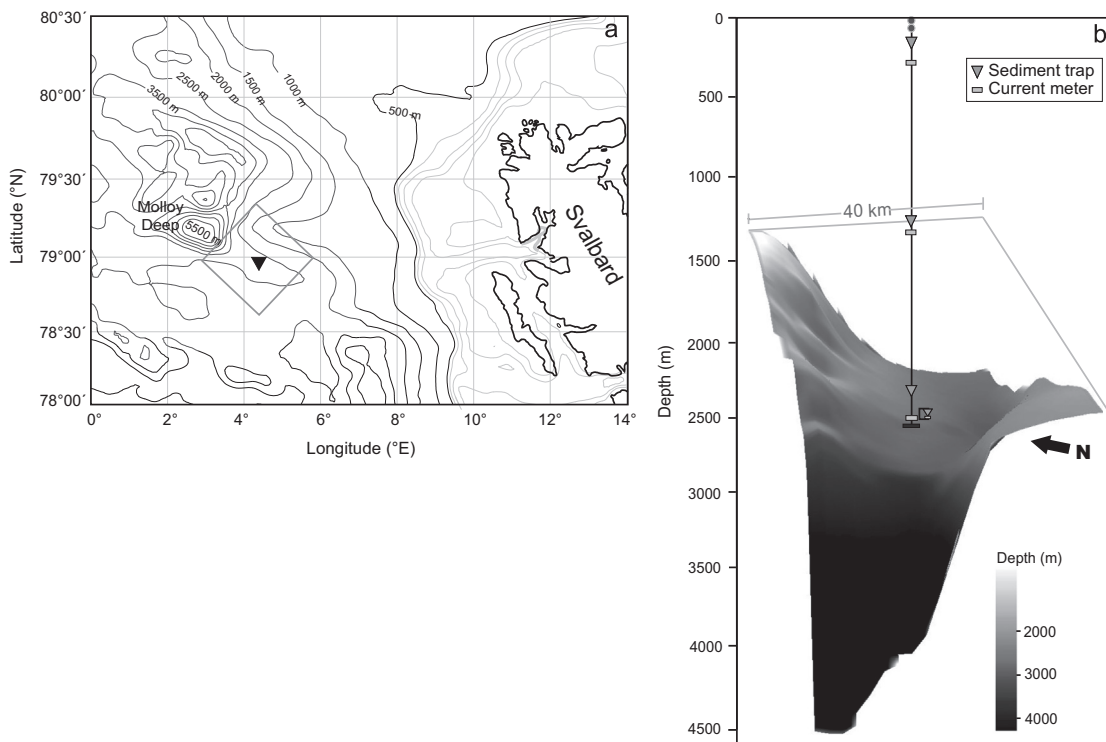 a
80°30´
80°00´
79°30´
79°00´
78°30´
78°00´
Latitude (°N)
3500 m
2500 m
2000 m
1500 m
1000 m
500 m
Molloy
Deep
5500 m
Svalbard
0°
2°
4°
6°
8°
10°
12°
14°
Longitude (°E)
b
0
500
1000
1500
2000
2500
3000
3500
4000
4500
Depth (m)
Sediment trap
Current meter
40 km
N
Depth (m)
2000
3000
4000